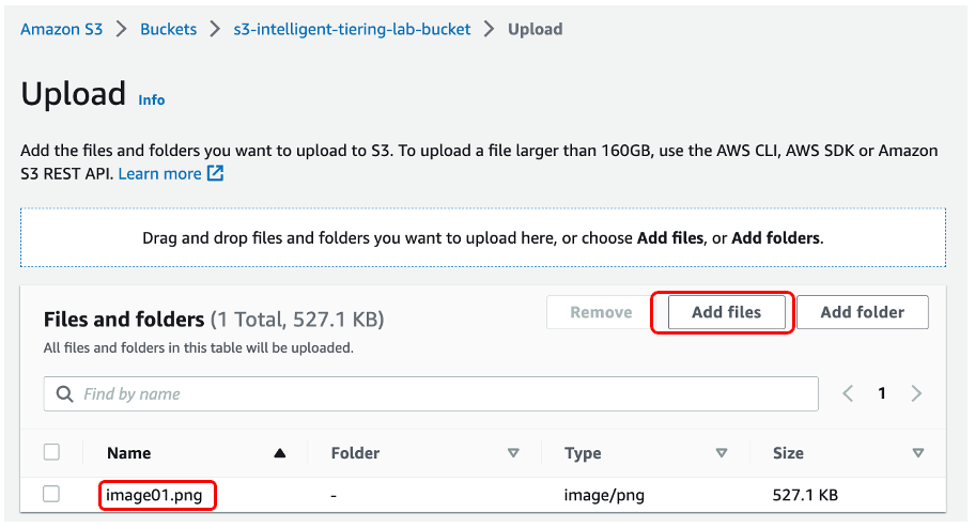 Amazon S3 > Buckets > s3-intelligent-tiering-lab-bucket > Upload
Upload Info
Add the files and folders you want to upload to S3. To upload a file larger than 160GB, use the AWS CLI, AWS SDK or Amazon
S3 REST API. Learn more
Drag and drop files and folders you want to upload here, or choose Add files, or Add folders.
Files and folders (1 Total, 527.1 KB)
Remove Add files Add folder
All files and folders in this table will be uploaded.
Find by name
< 1 >
Name Folder Type Size
image01.png - image/png 527.1 KB